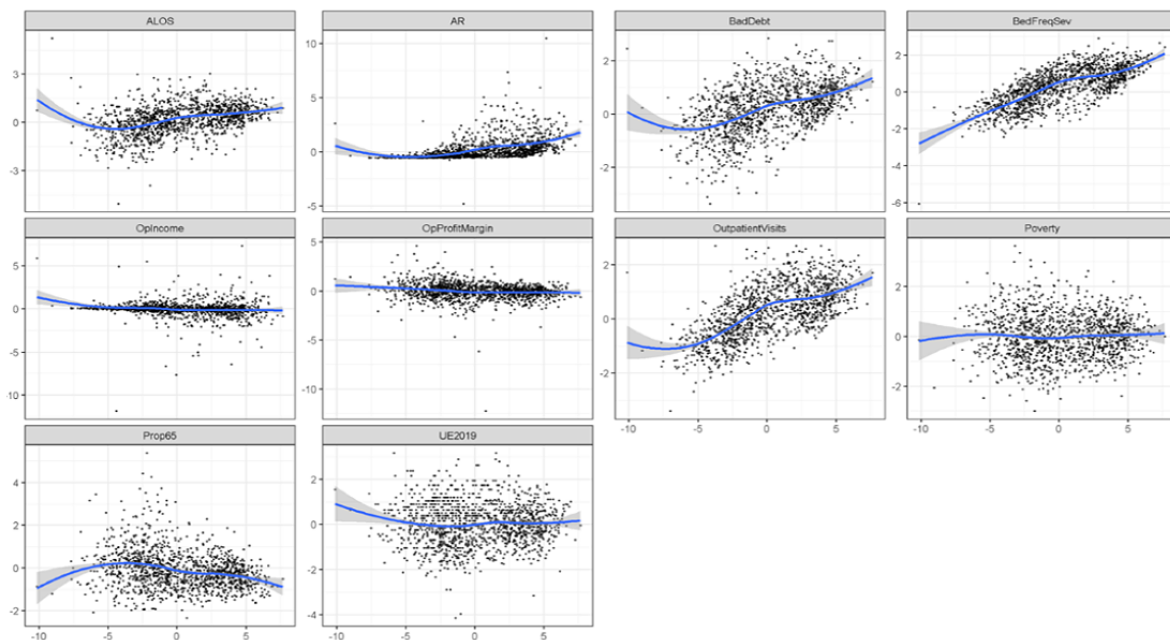 ALOS AR BadDebt BedFreqSev
3 0 -3
10 5 0 -5
2 0 -2
2 0 -2 -4 -6
OpIncome OpProfitMargin OutpatientVisits Poverty
5 0 -5 -10
5 0 -5 -10
2 0 -2
2 0 -2
-10 -5 0 5
-10 -5 0 5
Prop65 UE2019
4 2 0 -2
2 0 -2 -4
-10 -5 0 5
-10 -5 0 5